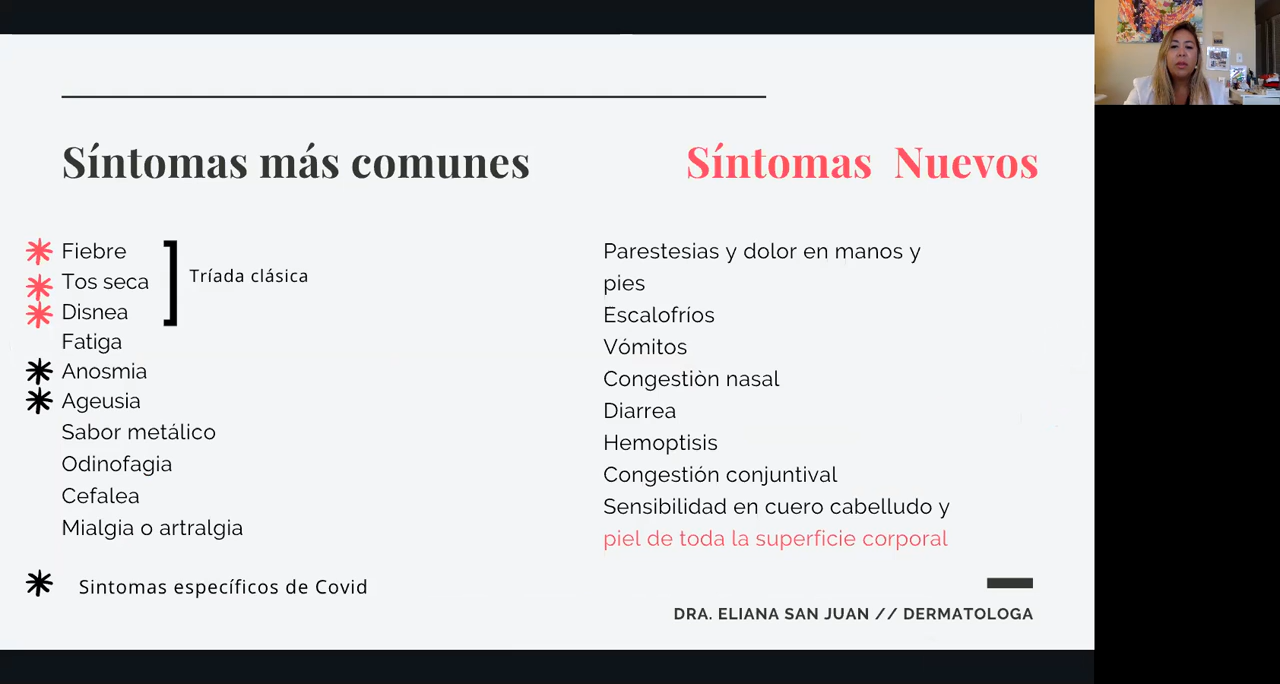 Síntomas más comunes
Fiebre
Tos seca
Disnea
Tríada clásica
Fatiga
Anosmia
Ageusia
Sabor metálico
Odinofagia
Cefalea
Mialgia o artralgia
Sintomas específicos de Covid
Síntomas Nuevos
Parestesias y dolor en manos y
pies
Escalofríos
Vómitos
Congestiòn nasal
Diarrea
Hemoptisis
Congestión conjuntival
Sensibilidad en cuero cabelludo y
piel de toda la superficie corporal
DRA. ELIANA SAN JUAN // DERMATOLOGA